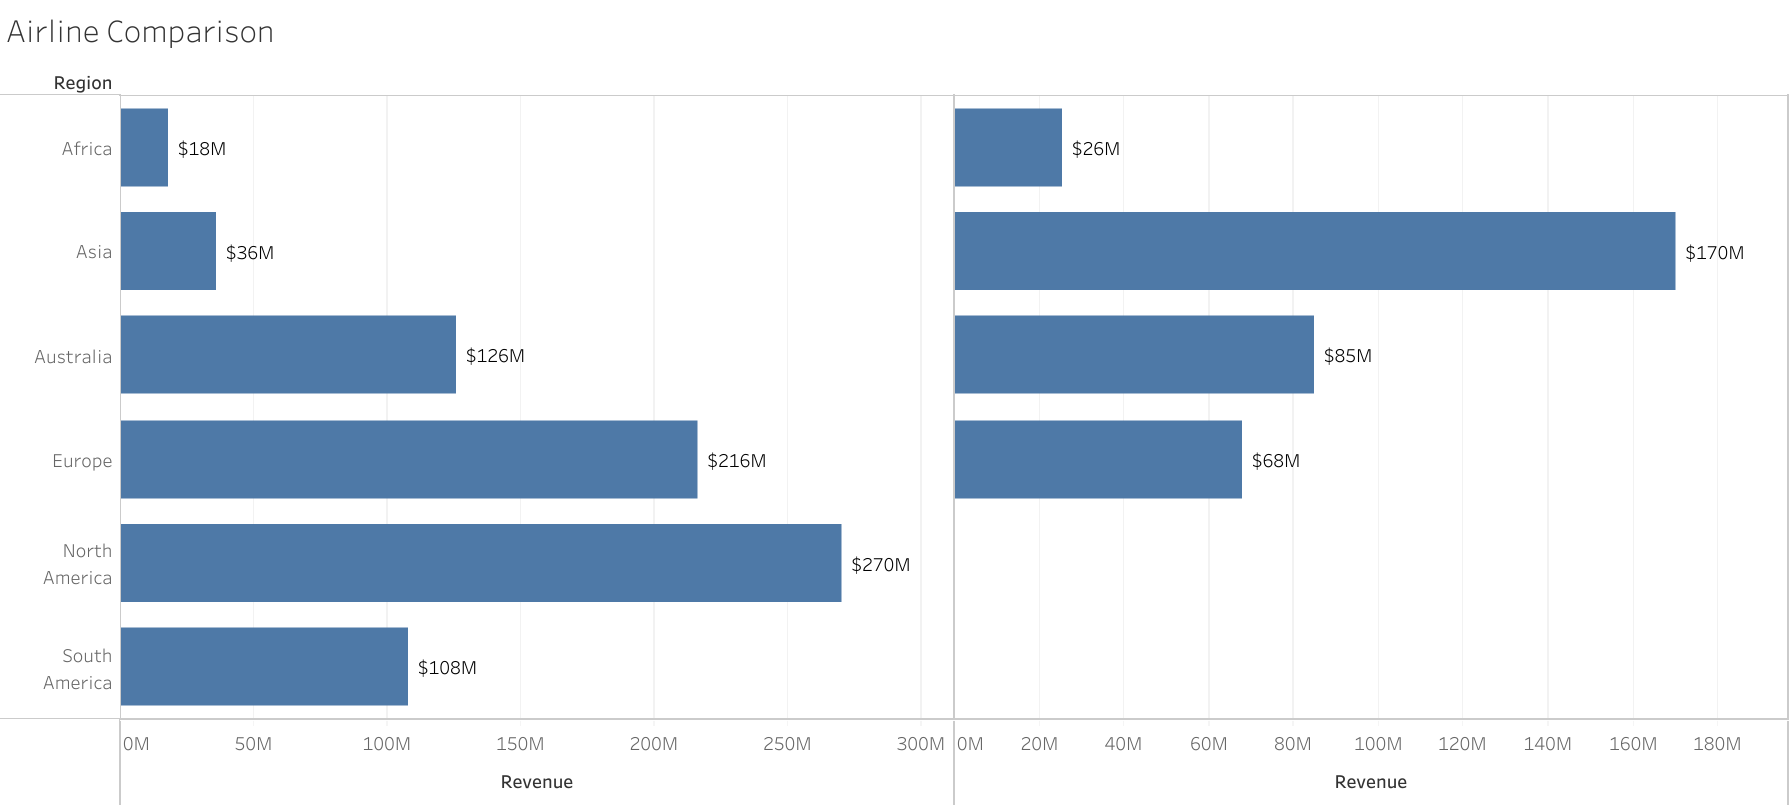 Airline Comparison
Region
Africa
$18M
$26M
Asia
$36M
$170M
Australia
$126M
$85M
Europe
$216M
$68M
North
America
$270M
South
America
$108M
0M 50M 100M 150M 200M 250M 300M
0M 20M 40M 60M 80M 100M 120M 140M 160M 180M
Revenue
Revenue